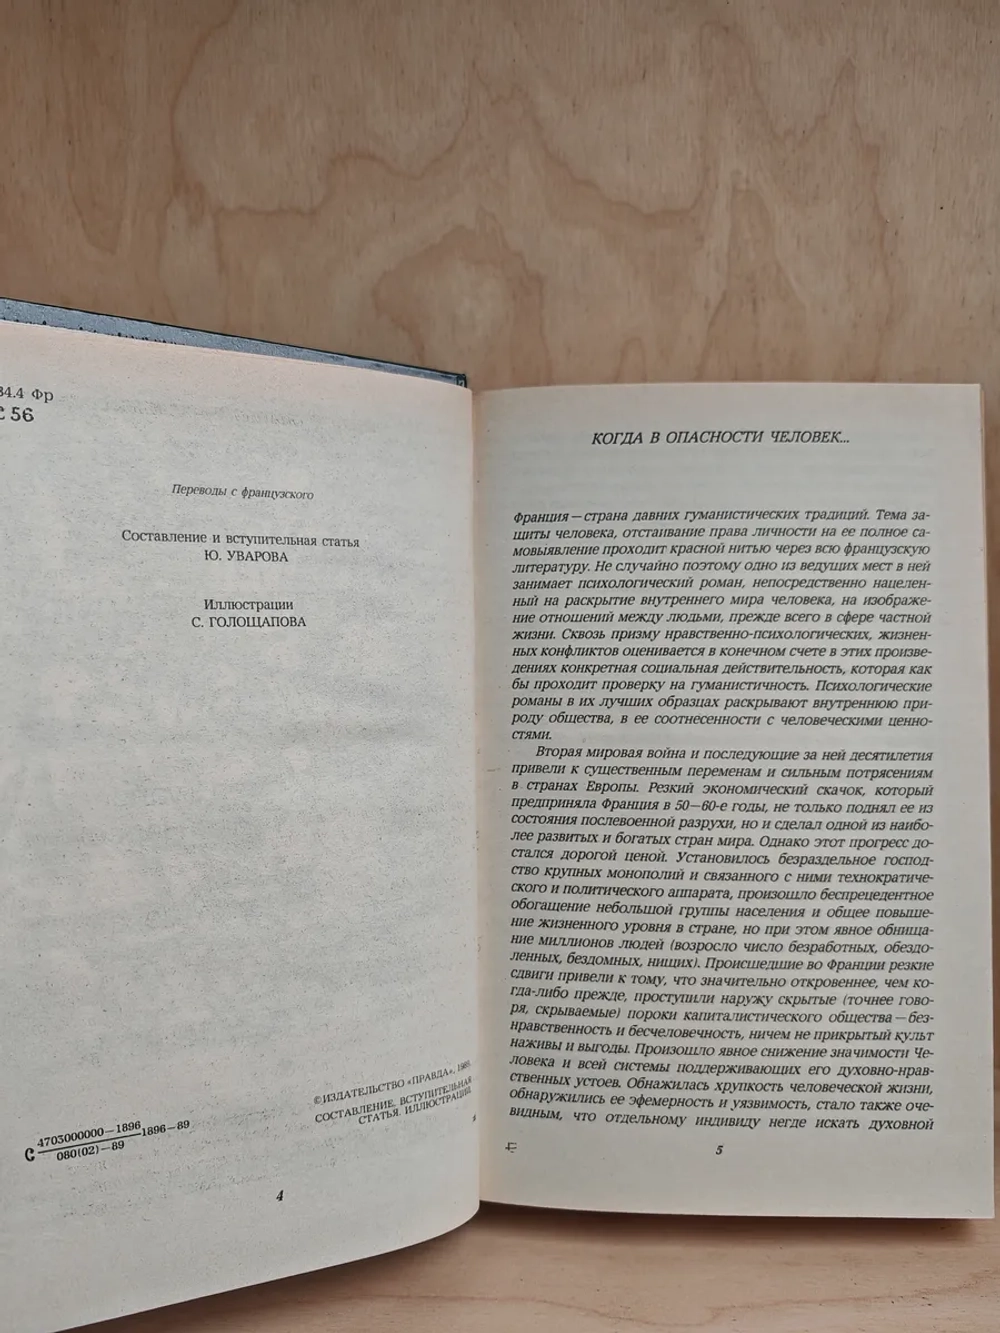 84.4 Фр
С 56
Переводы с французского
Составление и вступительная статья
Ю. УВАРОВА
Иллюстрации
С. ГОЛОЩАПОВА
©ИЗДАТЕЛЬСТВО «ПРАВДА», 1989.
СОСТАВЛЕНИЕ. ВСТУПИТЕЛЬНАЯ
СТАТЬЯ. ИЛЛЮСТРАЦИИ.
С 4703000000—1896
080(02)—89
1896—89
4
КОГДА В ОПАСНОСТИ ЧЕЛОВЕК...
Франция—страна давних гуманистических традиций. Тема за-
щиты человека, отстаивание права личности на ее полное са-
мовыявление проходит красной нитью через всю французскую
литературу. Не случайно поэтому одно из ведущих мест в ней
занимает психологический роман, непосредственно нацелен-
ный на раскрытие внутреннего мира человека, на изображе-
ние отношений между людьми, прежде всего в сфере частной
жизни. Сквозь призму нравственно-психологических, жизнен-
ных конфликтов оценивается в конечном счете в этих произве-
дениях конкретная социальная действительность, которая как
бы проходит проверку на гуманистичность. Психологические
романы в их лучших образцах раскрывают внутреннюю при-
роду общества, в ее соотнесенности с человеческими ценно-
стями.
Вторая мировая война и последующие за ней десятилетия
привели к существенным переменам и сильным потрясениям
в странах Европы. Резкий экономический скачок, который
предприняла Франция в 50—60-е годы, не только поднял ее из
состояния послевоенной разрухи, но и сделал одной из наибо-
лее развитых и богатых стран мира. Однако этот прогресс до-
стался дорогой ценой. Установилось безраздельное господ-
ство крупных монополий и связанного с ними технократиче-
ского и политического аппарата, произошло беспрецедентное
обогащение небольшой группы населения и общее повыше-
ние жизненного уровня в стране, но при этом явное обнища-
ние миллионов людей (возросло число безработных, обездо-
ленных, бездомных, нищих). Происшедшие во Франции резкие
сдвиги привели к тому, что значительно откровеннее, чем ко-
гда-либо прежде, проступили наружу скрытые (точнее гово-
ря, скрываемые) пороки капиталистического общества—без-
нравственность и бесчеловечность, ничем не прикрытый культ
наживы и выгоды. Произошло явное снижение значимости Че-
ловека и всей системы поддерживающих его духовно-нрав-
ственных устоев. Обнажилась хрупкость человеческой жизни,
обнаружились ее эфемерность и уязвимость, стало также оче-
видным, что отдельному индивиду негде искать духовной
5